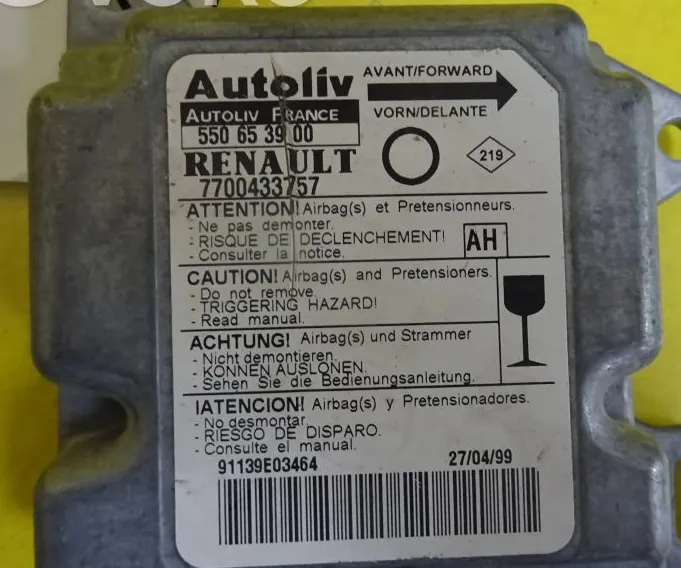 Autoliv
AVANT/FORWARD
AUTOLIV FRANCE
VORN/DELANTE
550 65 39 00
RENAULT
219
7700433757
ATTENTION! Airbag(s) et Pretensionneurs.
- Ne pas demonter.
- RISQUE DE DECLENCHEMENT!
AH
- Consulter la notice.
CAUTION! Airbag(s) and Pretensioners.
- Do not remove.
- TRIGGERING HAZARD!
- Read manual.
ACHTUNG! Airbag(s) und Strammer
- Nicht demontieren.
- KONNEN AUSLONEN.
- Sehen Sie die Bedienungsanleitung.
IATENCION! Airbag(s) y Pretensionadores.
- No desmontar.
- RIESGO DE DISPARO.
- Consulte el manual.
91139E03464
27/04/99